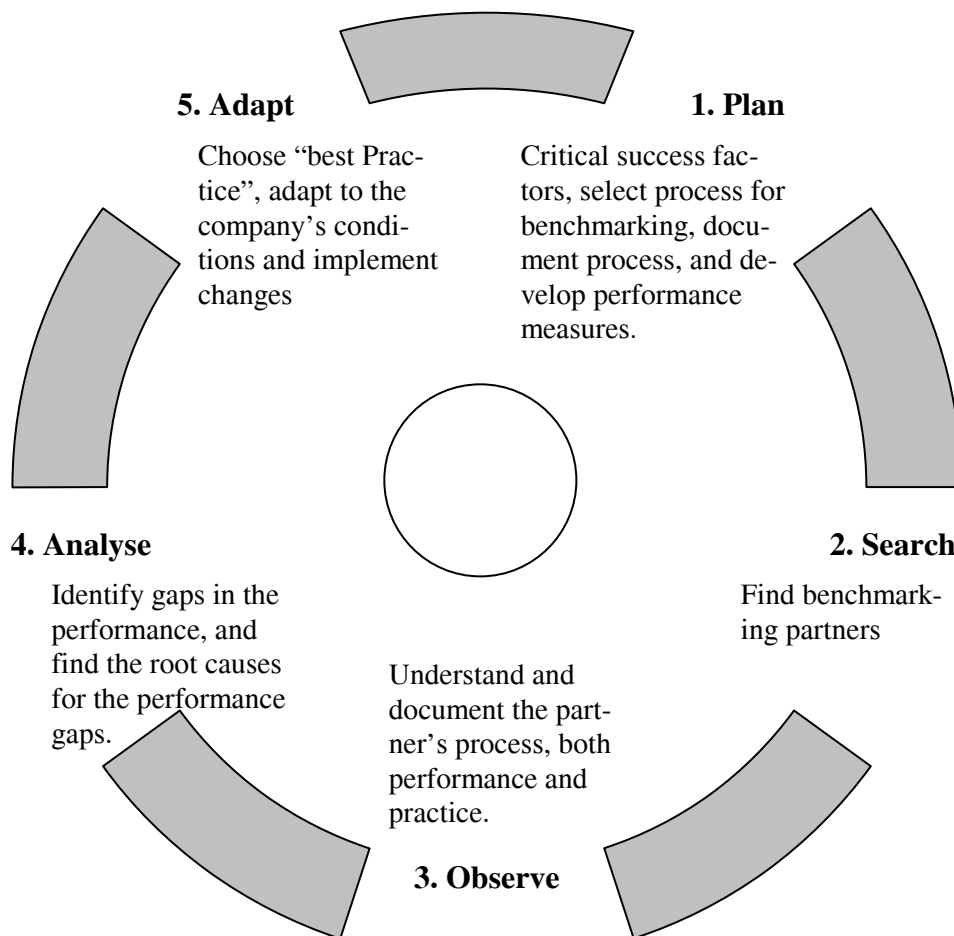 5. Adapt
Choose “best Prac-
tice”, adapt to the
company’s condi-
tions and implement
changes
1. Plan
Critical success fac-
tors, select process for
benchmarking, docu-
ment process, and de-
velop performance
measures.
2. Search
Find benchmark-
ing partners
4. Analyse
Identify gaps in the
performance, and
find the root causes
for the performance
gaps.
Understand and
document the part-
ner’s process, both
performance and
practice.
3. Observe